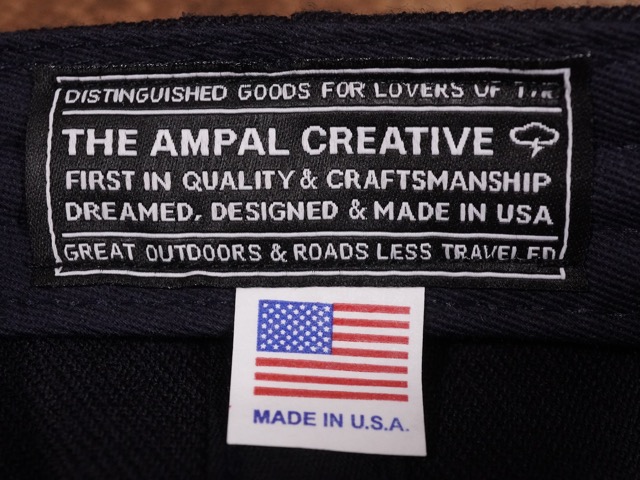 DISTINGUISHED GOODS FOR LOVERS OF THE
THE AMPAL CREATIVE
FIRST IN QUALITY & CRAFTSMANSHIP
DREAMED, DESIGNED & MADE IN USA
GREAT OUTDOORS & ROADS LESS TRAVELED
MADE IN U.S.A.